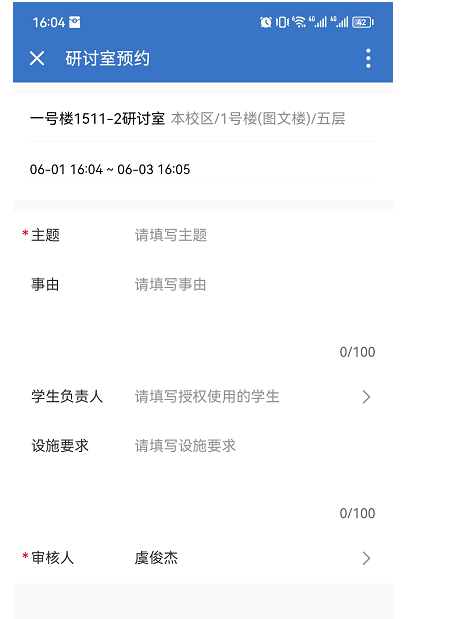 16:04 42
研讨室预约
一号楼1511-2研讨室 本校区/1号楼(图文楼)/五层
06-01 16:04 ~ 06-03 16:05
*主题 请填写主题
事由 请填写事由
0/100
学生负责人 请填写授权使用的学生
设施要求 请填写设施要求
0/100
*审核人 虞俊杰